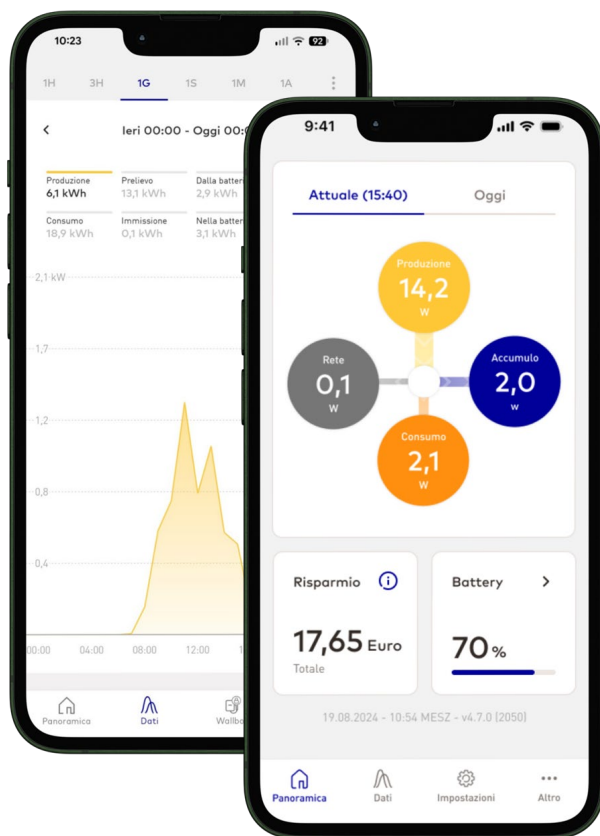 10:23
92
1H 3H 1G 1S 1M 1A
Ieri 00:00 - Oggi 00:
Produzione Prelievo Dalla
6,1 kWh 13,1 kWh 2,9 kWh
Consumo Immissione Nella
18,9 kWh 0,1 kWh 3,1 kWh
2,1 kW
1,7
1,2
0,8
0,4
00:00 04:00 08:00 12:00
Panoramica Dati
9:41
Attuale (15:40) Oggi
Produzione
14,2
W
Rete
0,1
W
Accumulo
2,0
w
Consumo
2,1
W
Risparmio
17,65 Euro
Totale
Battery
70 %
19.08.2024 - 10:54 MESZ - v4.7.0 (2050)
Panoramica Dati Impostazioni Altro